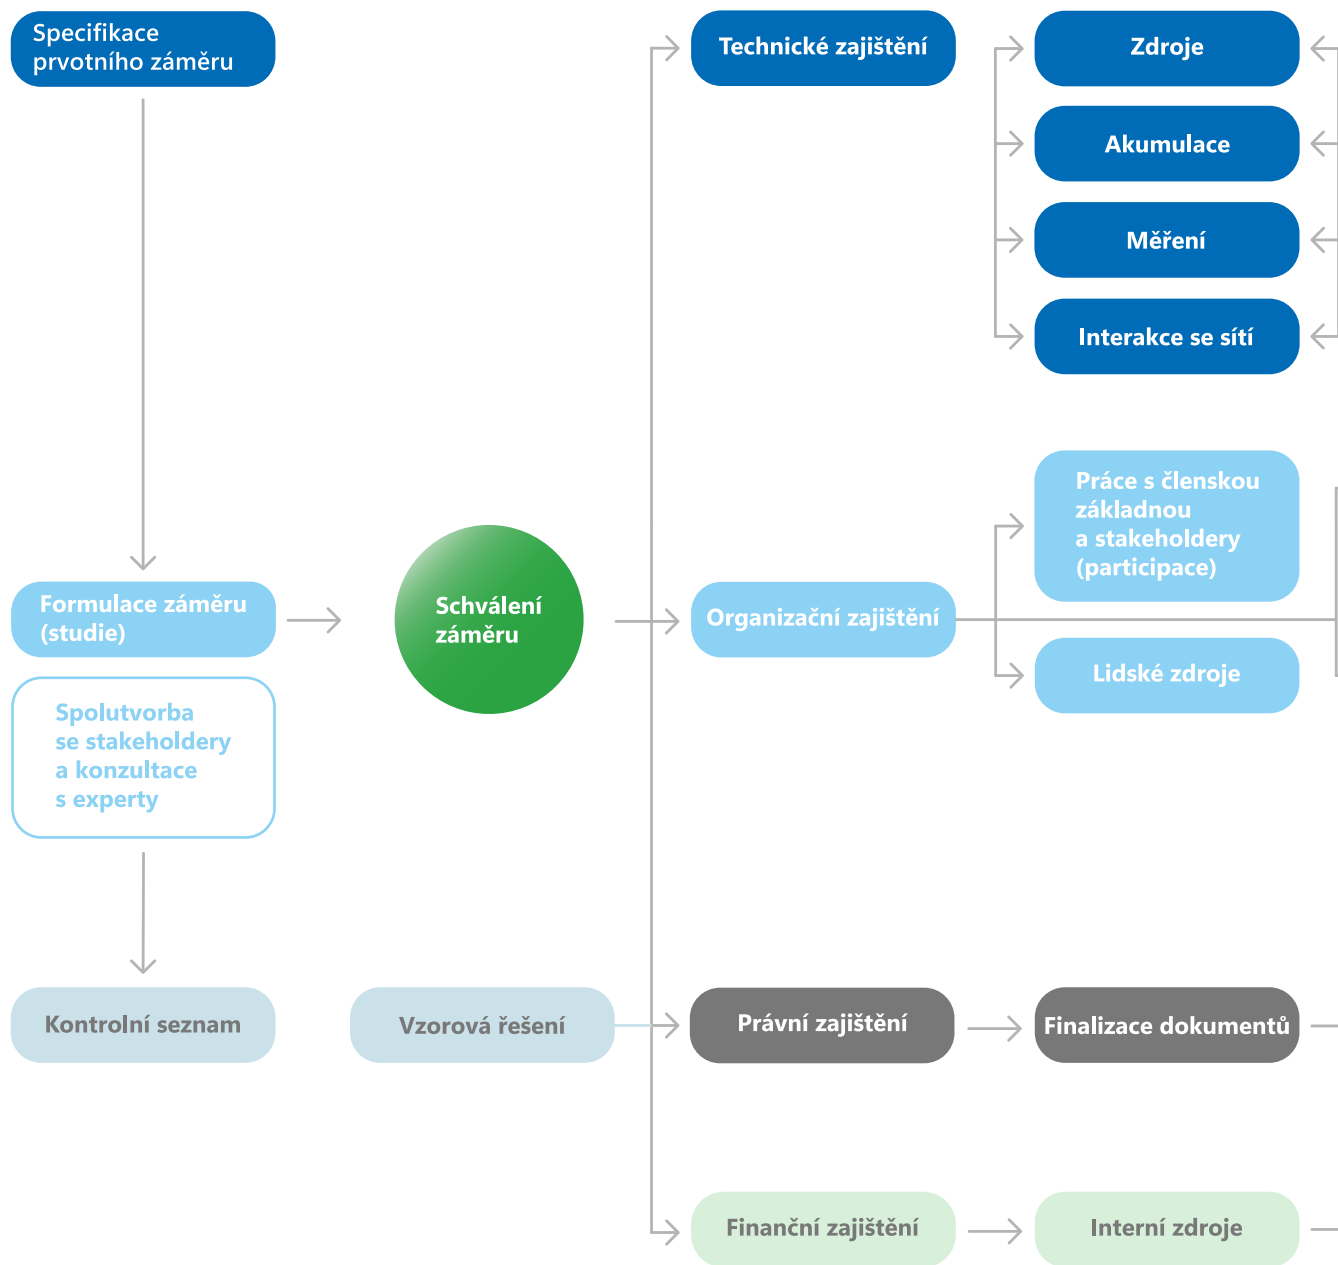 Specifikace
prvotního záměru
Technické zajištění
Zdroje
Akumulace
Měření
Interakce se sítí
Práce s členskou
základnou
a stakeholdery
(participace)
Formulace záměru
(studie)
Schválení
záměru
Organizační zajištění
Lidské zdroje
Spolutvorba
se stakeholdery
a konzultace
s experty
Kontrolní seznam
Vzorová řešení
Právní zajištění
Finalizace dokumentů
Finanční zajištění
Interní zdroje